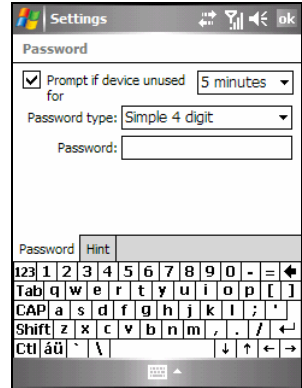 Settings ok
Password
Prompt if device unused 5 minutes
for
Password type: Simple 4 digit
Password:
Password Hint
123 1 2 3 4 5 6 7 8 9 0 - =
Tab q w e r t y u i o p [ ]
CAP a s d f g h j k l ; '
Shift z x c v b n m , . /
Ctl áü ` \